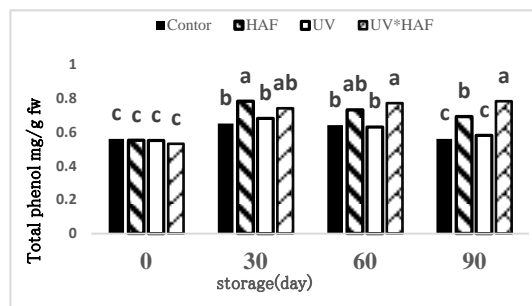 Contor HAF UV UV*HAF
Total phenol mg/g fw
1
0.8
0.6
0.4
0.2
0
c c c c
b a b ab
b ab b a
c b c a
0 30 60 90
storage(day)